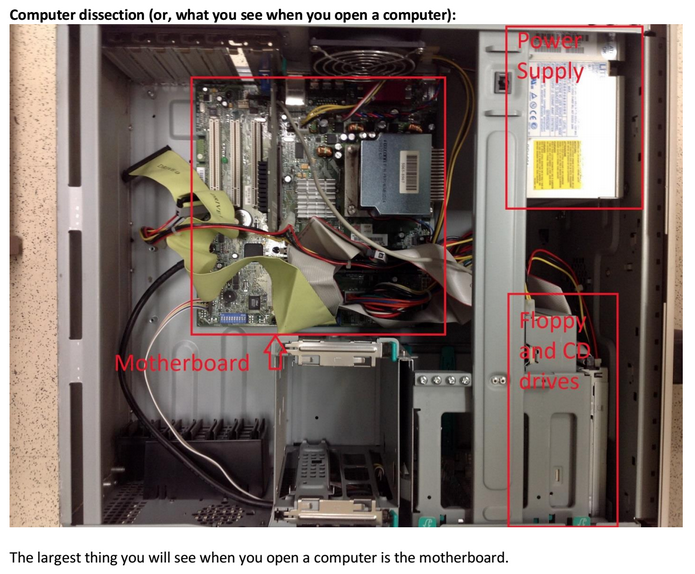 Computer dissection (or, what you see when you open a computer):
Power
Supply
Motherboard
Floppy
and CD
drives
The largest thing you will see when you open a computer is the motherboard.